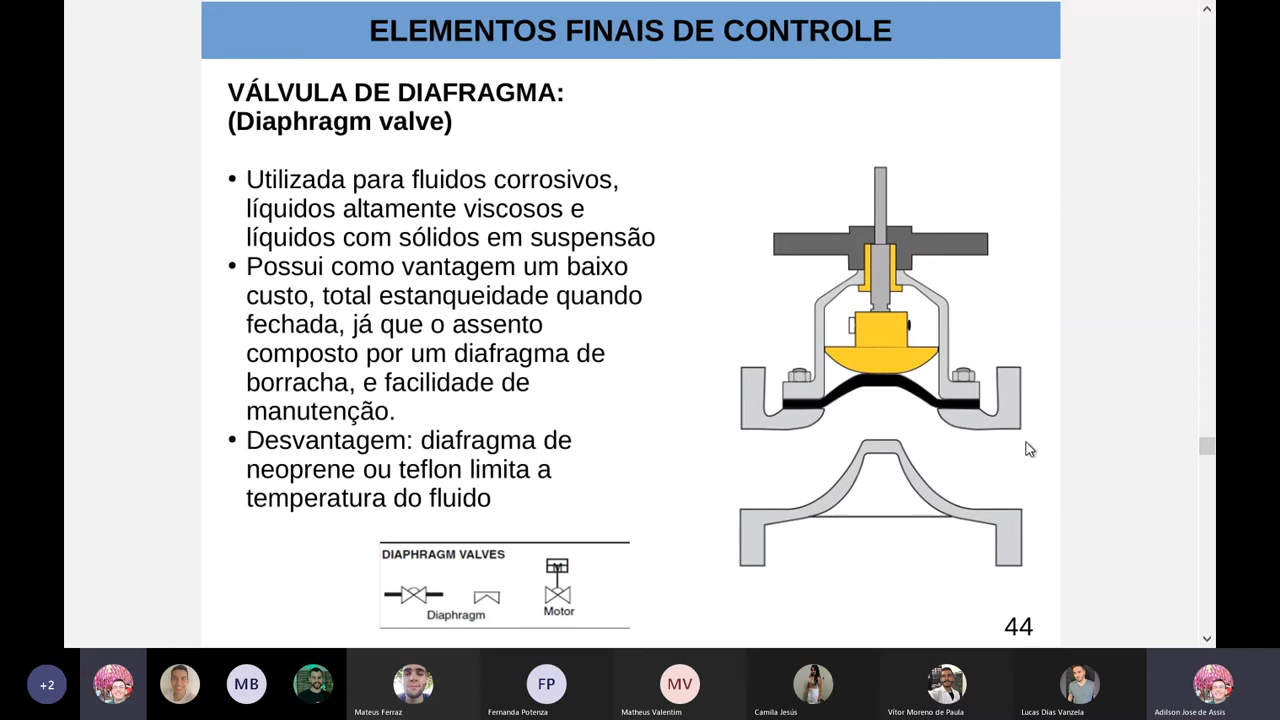 ELEMENTOS FINAIS DE CONTROLE
VÁLVULA DE DIAFRAGMA:
(Diaphragm valve)
• Utilizada para fluidos corrosivos,
líquidos altamente viscosos e
líquidos com sólidos em suspensão
• Possui como vantagem um baixo
custo, total estanqueidade quando
fechada, já que o assento
composto por um diafragma de
borracha, e facilidade de
manutenção.
• Desvantagem: diafragma de
neoprene ou teflon limita a
temperatura do fluido
DIAPHRAGM VALVES
M
Diaphragm
Motor
44
+2
MB
FP
MV
Mateus Ferraz
Fernanda Potenza
Matheus Valentim
Camila Jesús
Vítor Moreno de Paula
Lucas Dias Vanzela
Adilson Jose de Assis